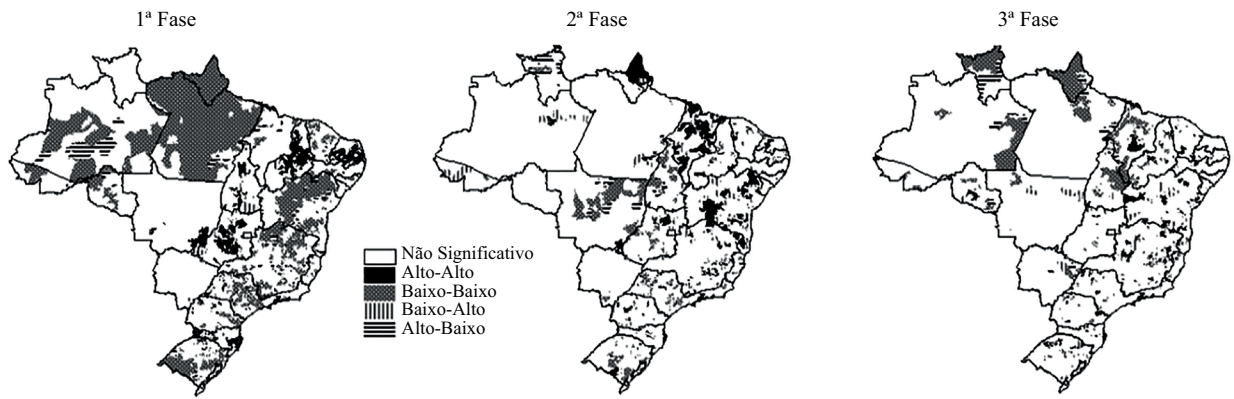 1ª Fase
2ª Fase
3ª Fase
Não Significativo
Alto-Alto
Baixo-Baixo
Baixo-Alto
Alto-Baixo